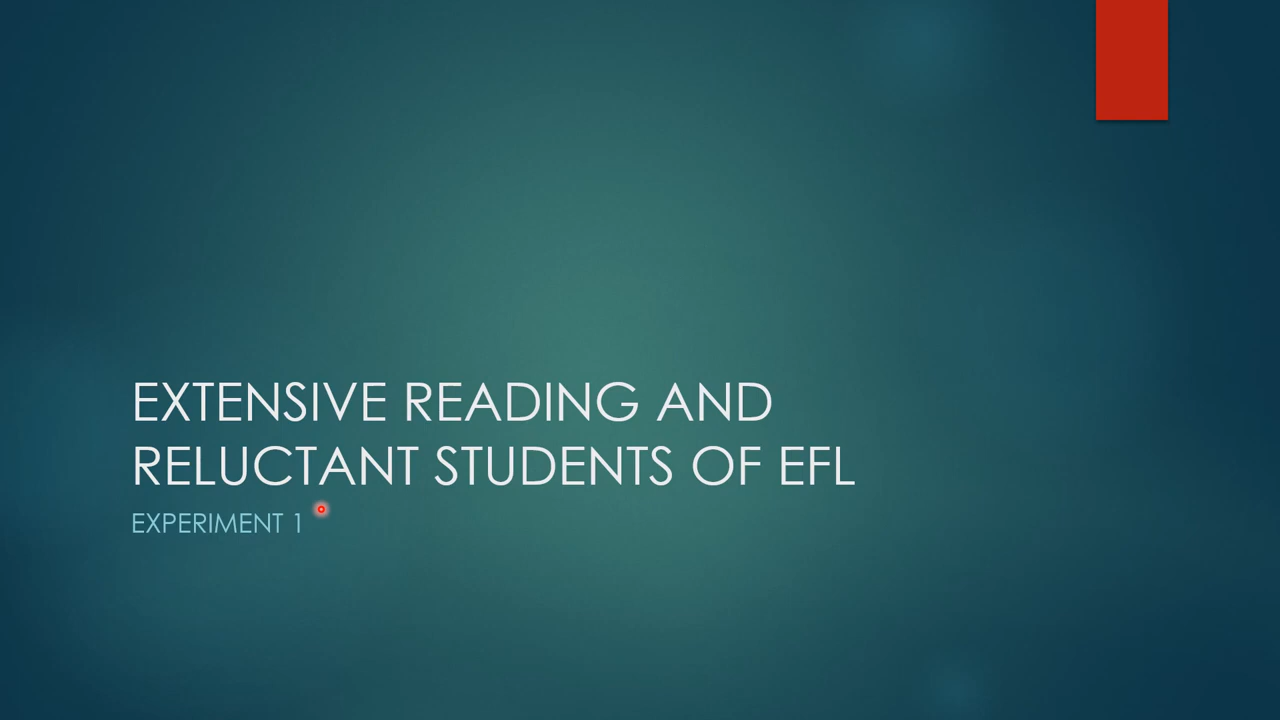 EXTENSIVE READING AND
RELUCTANT STUDENTS OF EFL
EXPERIMENT 1